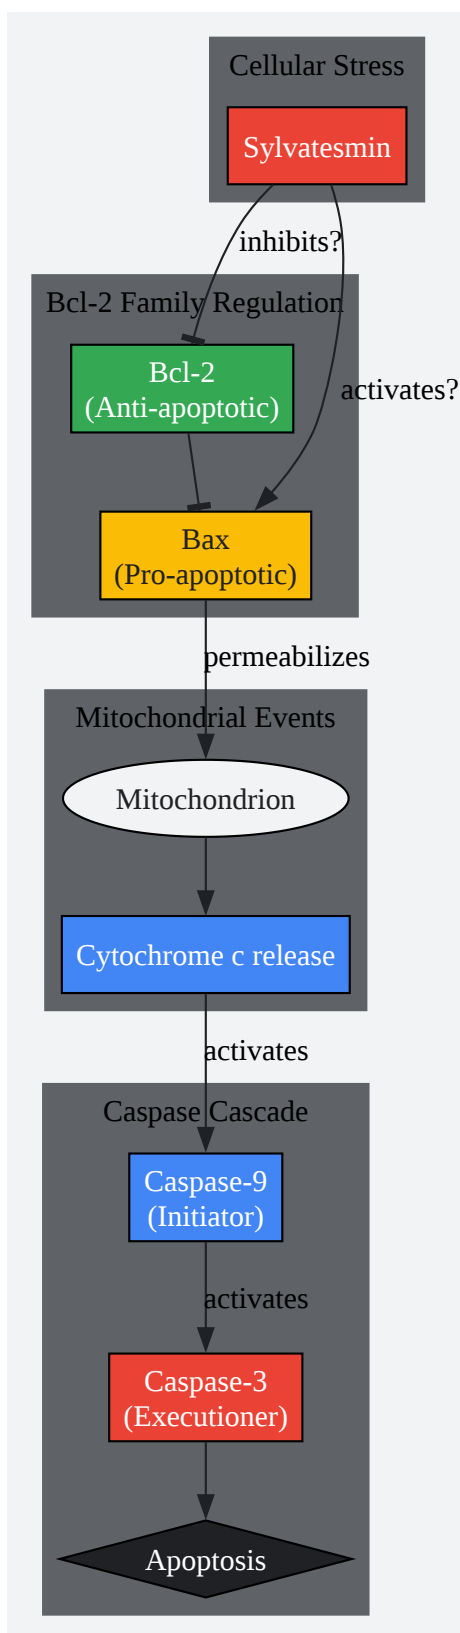 Cellular Stress
Sylvatesmin
inhibits?
Bcl-2 Family Regulation
Bcl-2
(Anti-apoptotic)
activates?
Bax
(Pro-apoptotic)
permeabilizes
Mitochondrial Events
Mitochondrion
Cytochrome c release
activates
Caspase Cascade
Caspase-9
(Initiator)
activates
Caspase-3
(Executioner)
Apoptosis